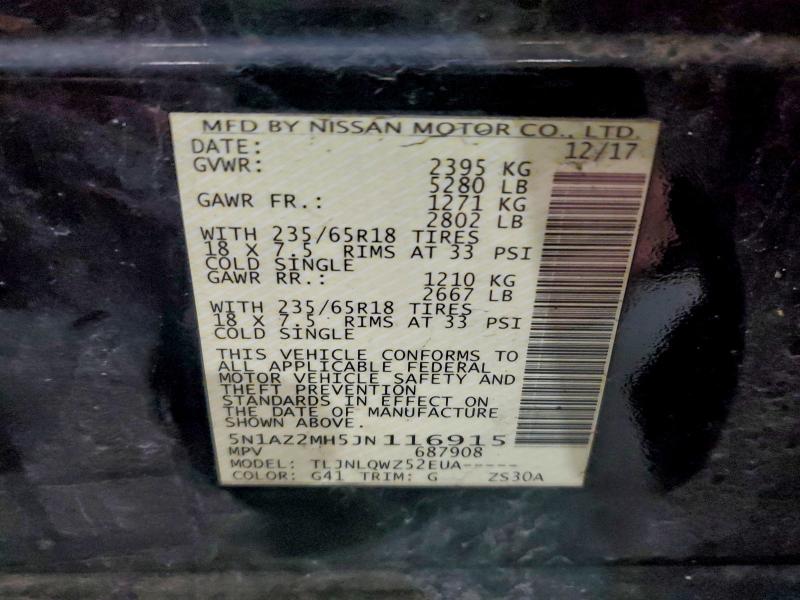 MFD BY NISSAN MOTOR CO., LTD.
DATE: 12/17
GVWR: 2395 KG
5280 LB
GAWR FR.: 1271 KG
2802 LB
WITH 235/65R18 TIRES
18 X 7.5 RIMS AT 33 PSI
COLD SINGLE
GAWR RR.: 1210 KG
2667 LB
WITH 235/65R18 TIRES
18 X 7.5 RIMS AT 33 PSI
COLD SINGLE
THIS VEHICLE CONFORMS TO
ALL APPLICABLE FEDERAL
MOTOR VEHICLE SAFETY AND
THEFT PREVENTION
STANDARDS IN EFFECT ON
THE DATE OF MANUFACTURE
SHOWN ABOVE.
5N1AZ2MH5JN116915
MPV 687908
MODEL: TLJNLQWZ52EUA-----
COLOR: G41 TRIM: G ZS30A